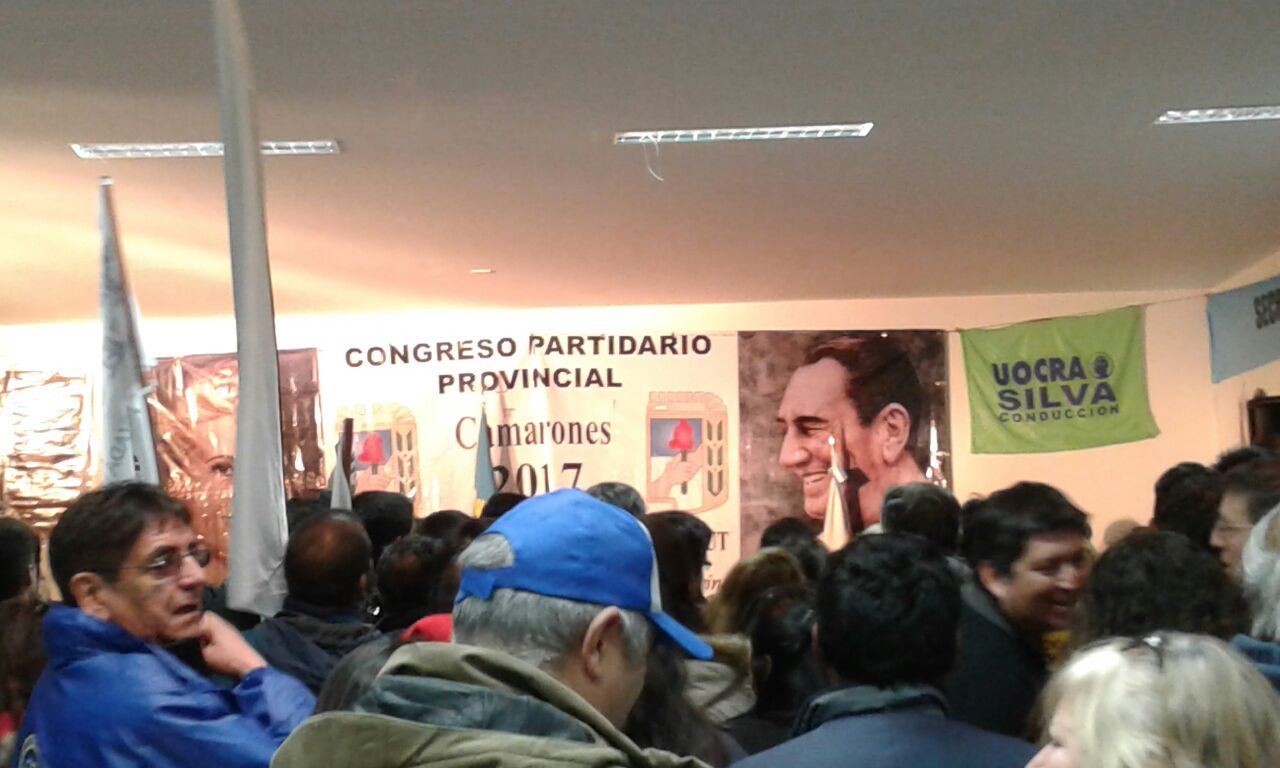 CONGRESO PARTIDARIO
PROVINCIAL
Camarones
2017
UOCRA
SILVA
CONDUCCION